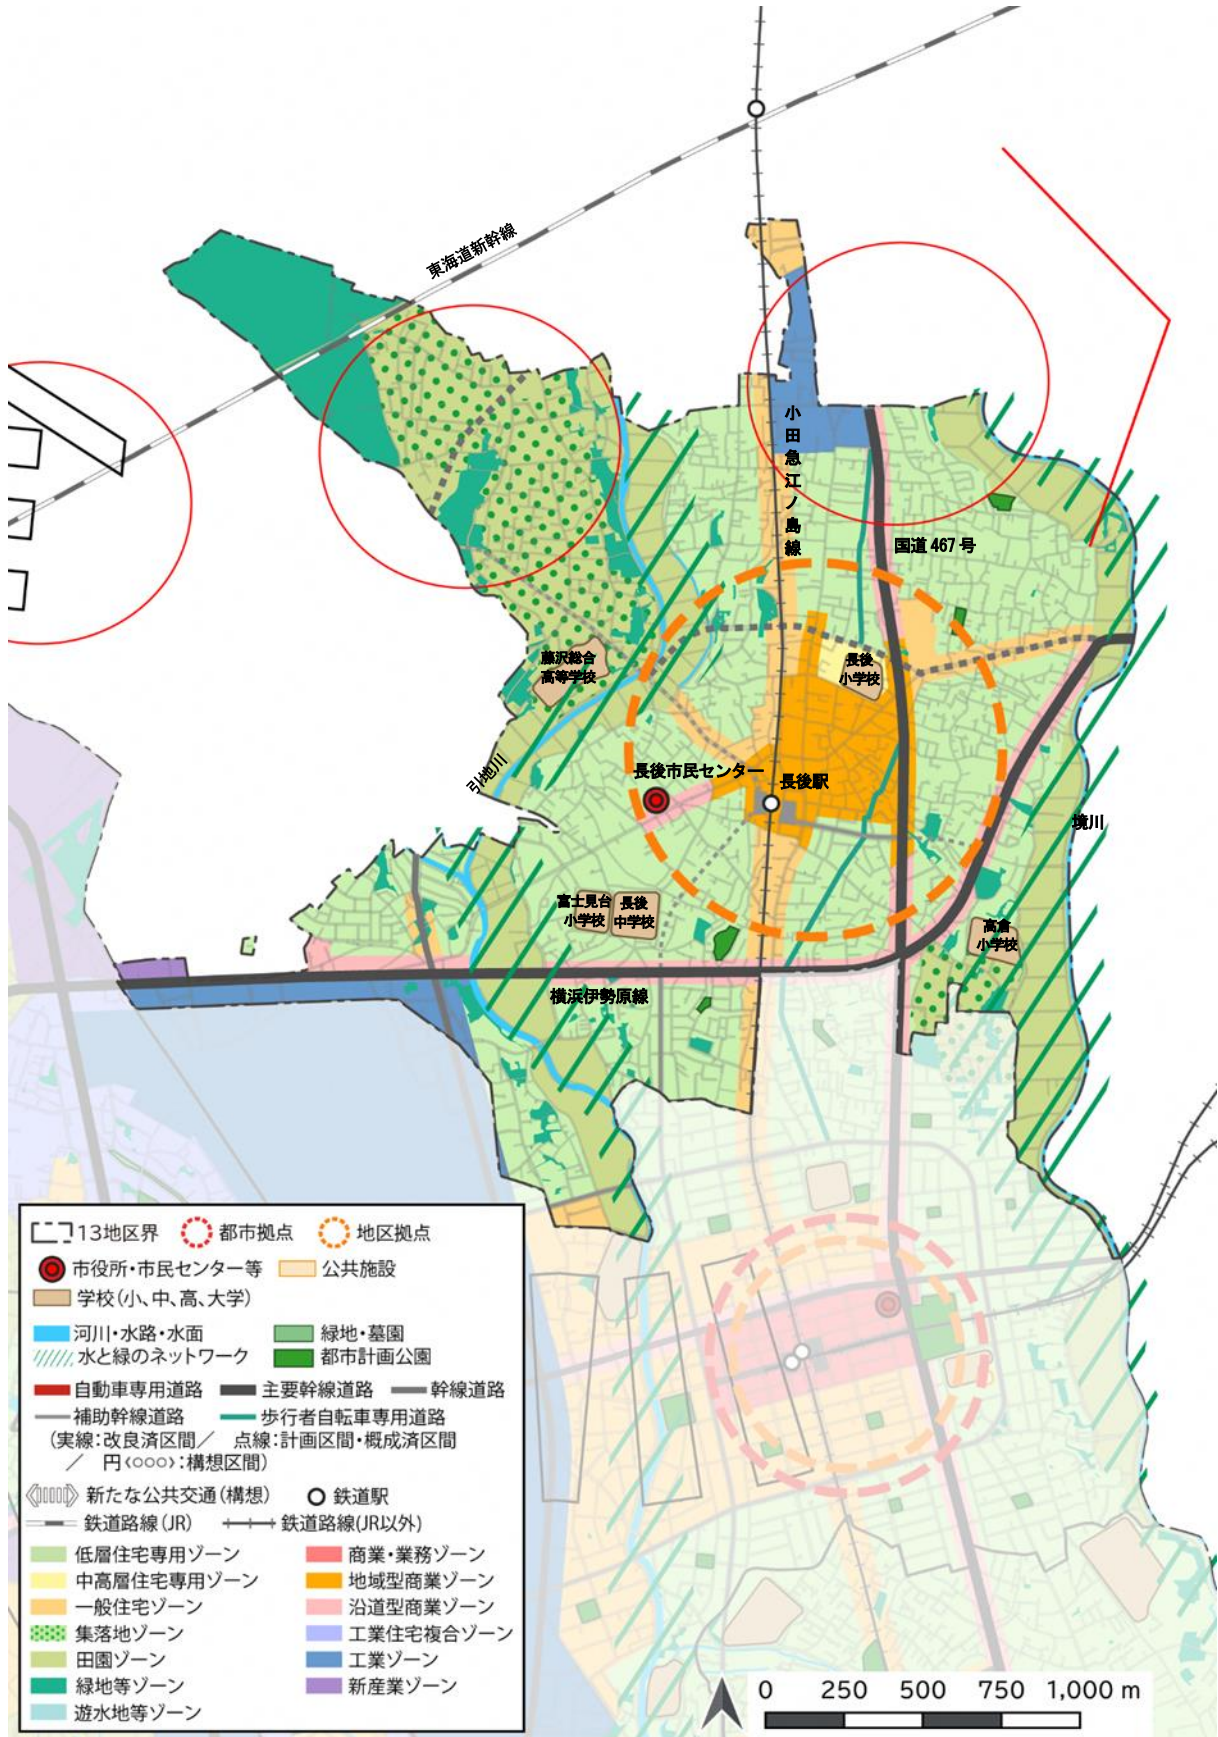 東海道新幹線
小田急江ノ島線
国道 467 号
藤沢総合
高等学校
長後
小学校
引地川
長後市民センター
長後駅
境川
富士見台
小学校
長後
中学校
高倉
小学校
横浜伊勢原線
13地区界
都市拠点
地区拠点
市役所・市民センター等
公共施設
学校(小、中、高、大学)
河川・水路・水面
緑地・墓園
水と緑のネットワーク
都市計画公園
自動車専用道路
主要幹線道路
幹線道路
補助幹線道路
歩行者自転車専用道路
(実線:改良済区間/ 点線:計画区間・概成済区間
/ 円<○○○>:構想区間)
新たな公共交通(構想)
鉄道駅
鉄道路線(JR)
鉄道路線(JR以外)
低層住宅専用ゾーン
商業・業務ゾーン
中高層住宅専用ゾーン
地域型商業ゾーン
一般住宅ゾーン
沿道型商業ゾーン
集落地ゾーン
工業住宅複合ゾーン
田園ゾーン
工業ゾーン
緑地等ゾーン
新産業ゾーン
遊水地等ゾーン
0 250 500 750 1,000 m